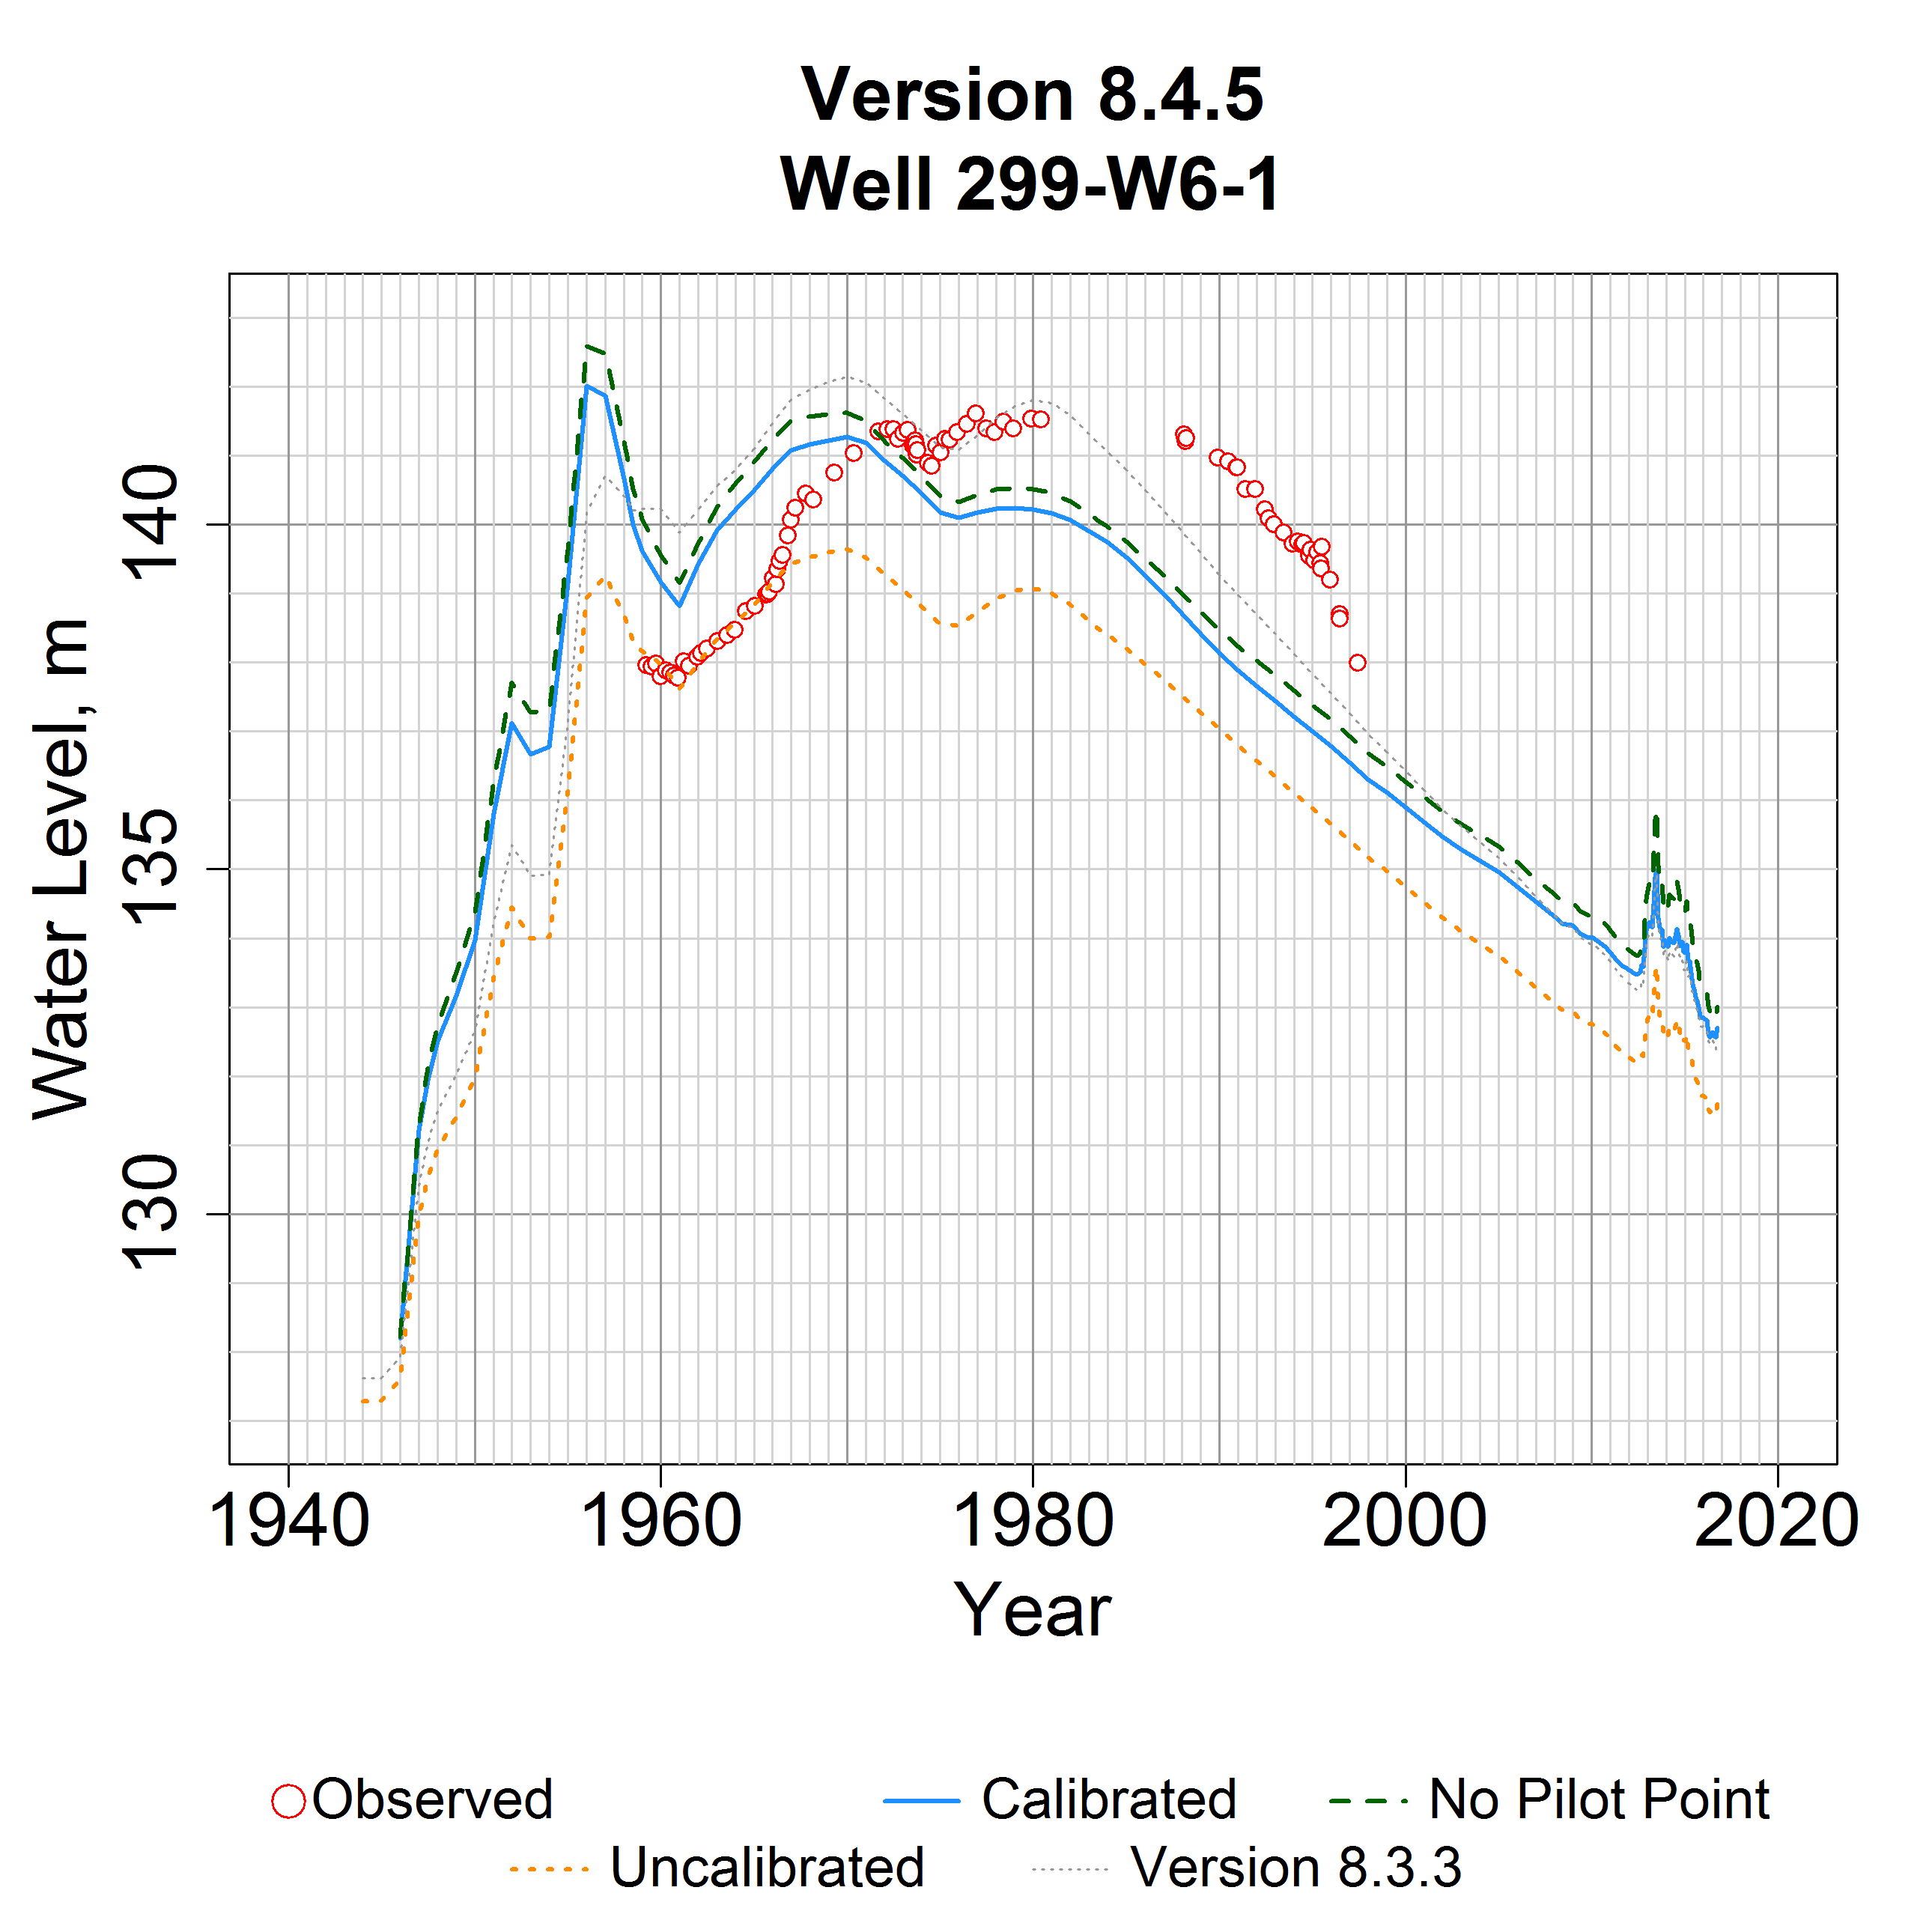 Version 8.4.5
Well 299-W6-1
Water Level, m
140
135
130
1940 1960 1980 2000 2020
Year
Observed Calibrated No Pilot Point
Uncalibrated Version 8.3.3